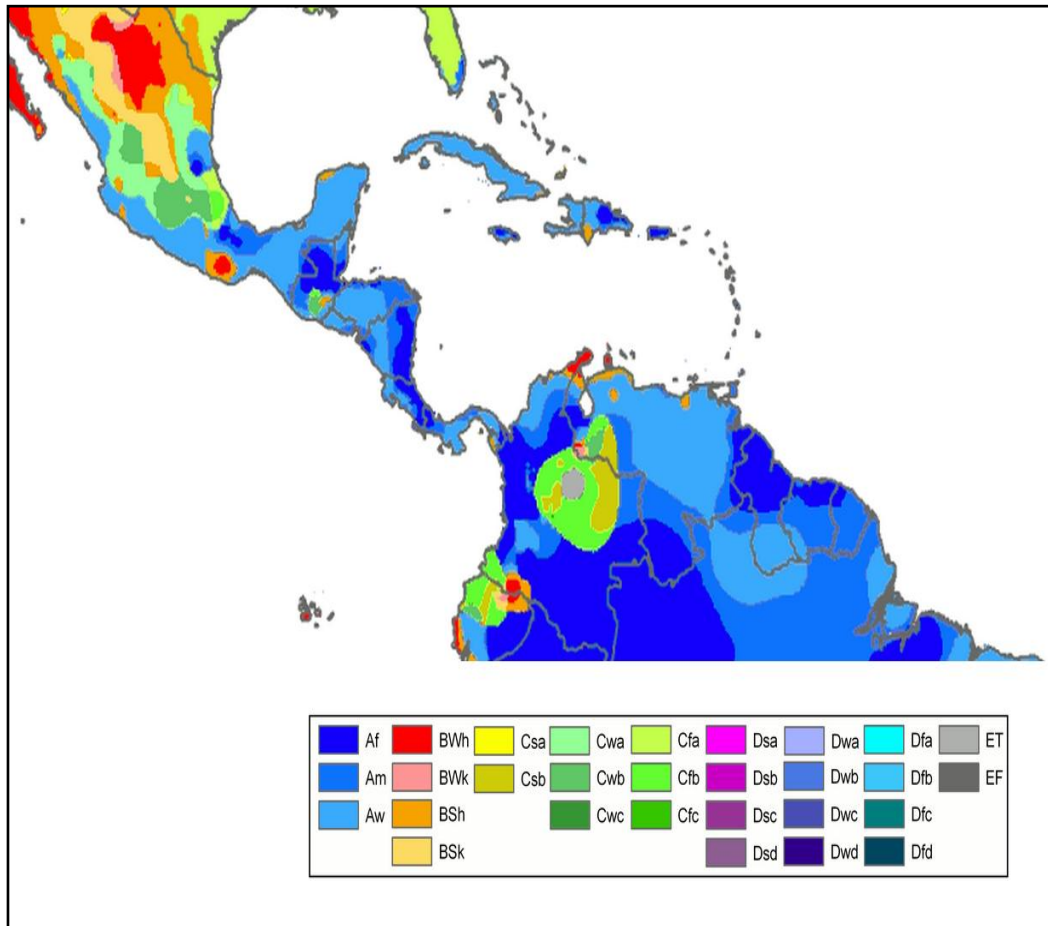 Af BWh Csa Cwa Cfa Dsa Dwa Dfa ET
Am BWk Csb Cwb Cfb Dsb Dwb Dfb EF
Aw BSh Cwc Cfc Dsc Dwc Dfc
BSk Dsd Dwd Dfd